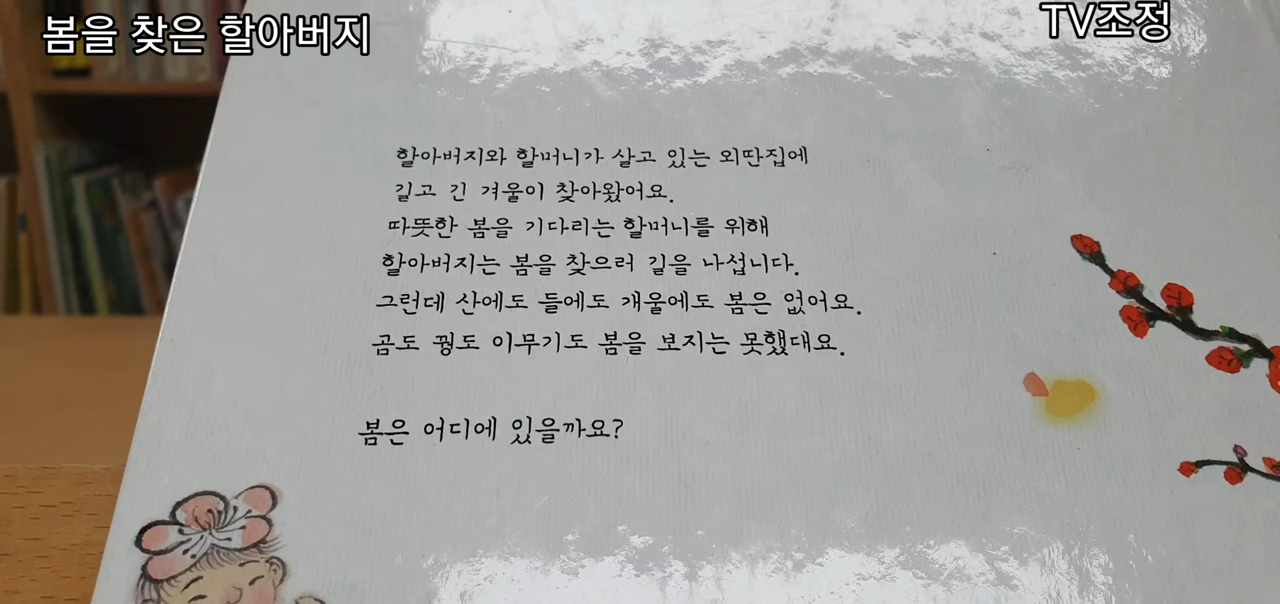 봄을 찾은 할아버지
TV조정
할아버지와 할머니가 살고 있는 외딴집에
길고 긴 겨울이 찾아왔어요.
따뜻한 봄을 기다리는 할머니를 위해
할아버지는 봄을 찾으러 길을 나섭니다.
그런데 산에도 들에도 개울에도 봄은 없어요.
곰도 꿩도 이무기도 봄을 보지는 못했대요.
봄은 어디에 있을까요?